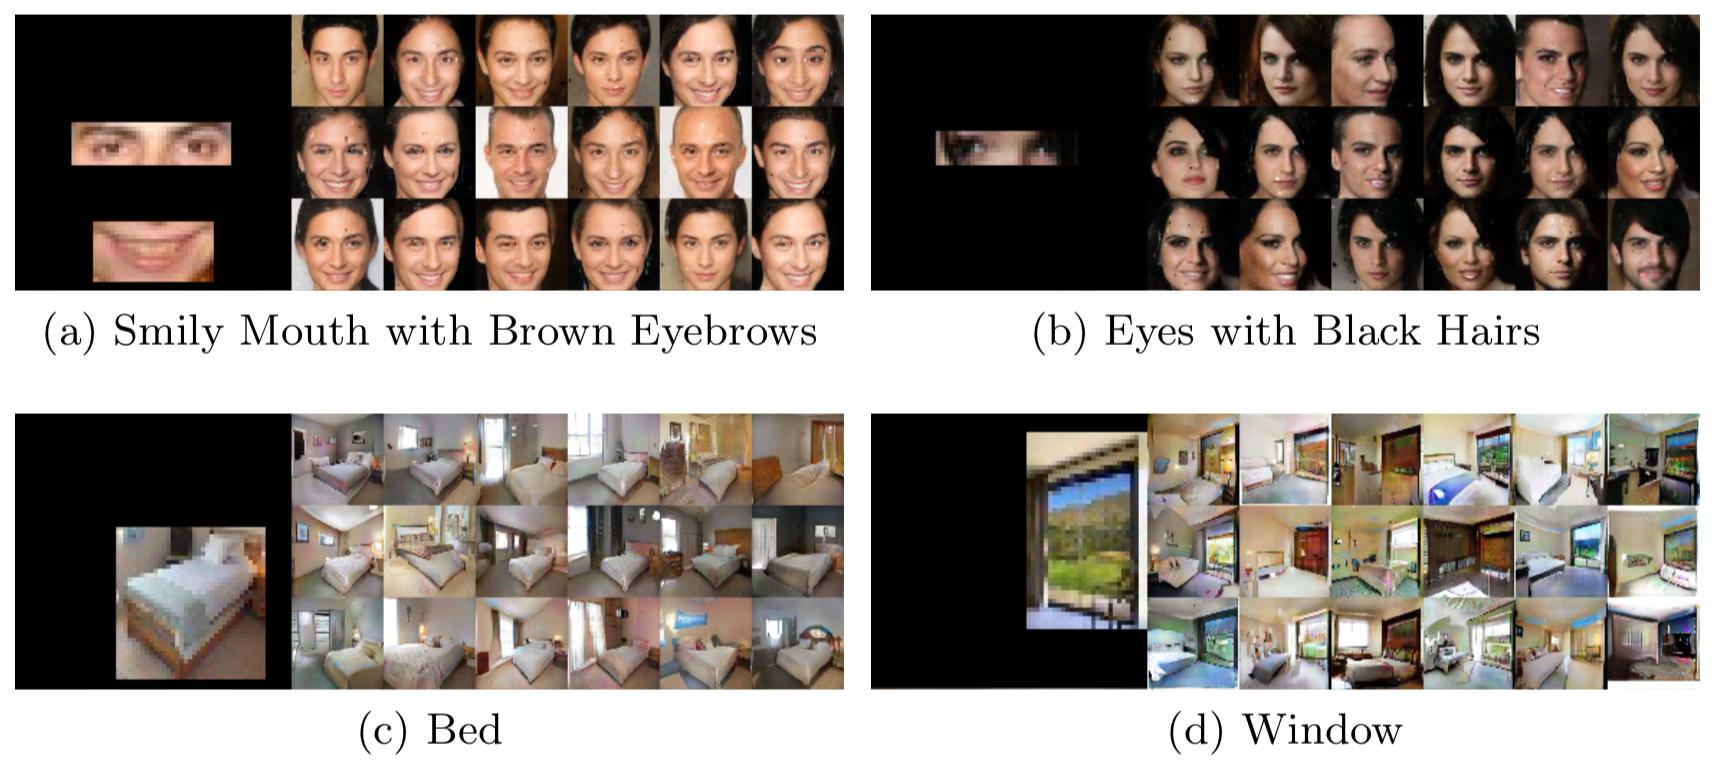 (a) Smily Mouth with Brown Eyebrows
(b) Eyes with Black Hairs
(c) Bed
(d) Window